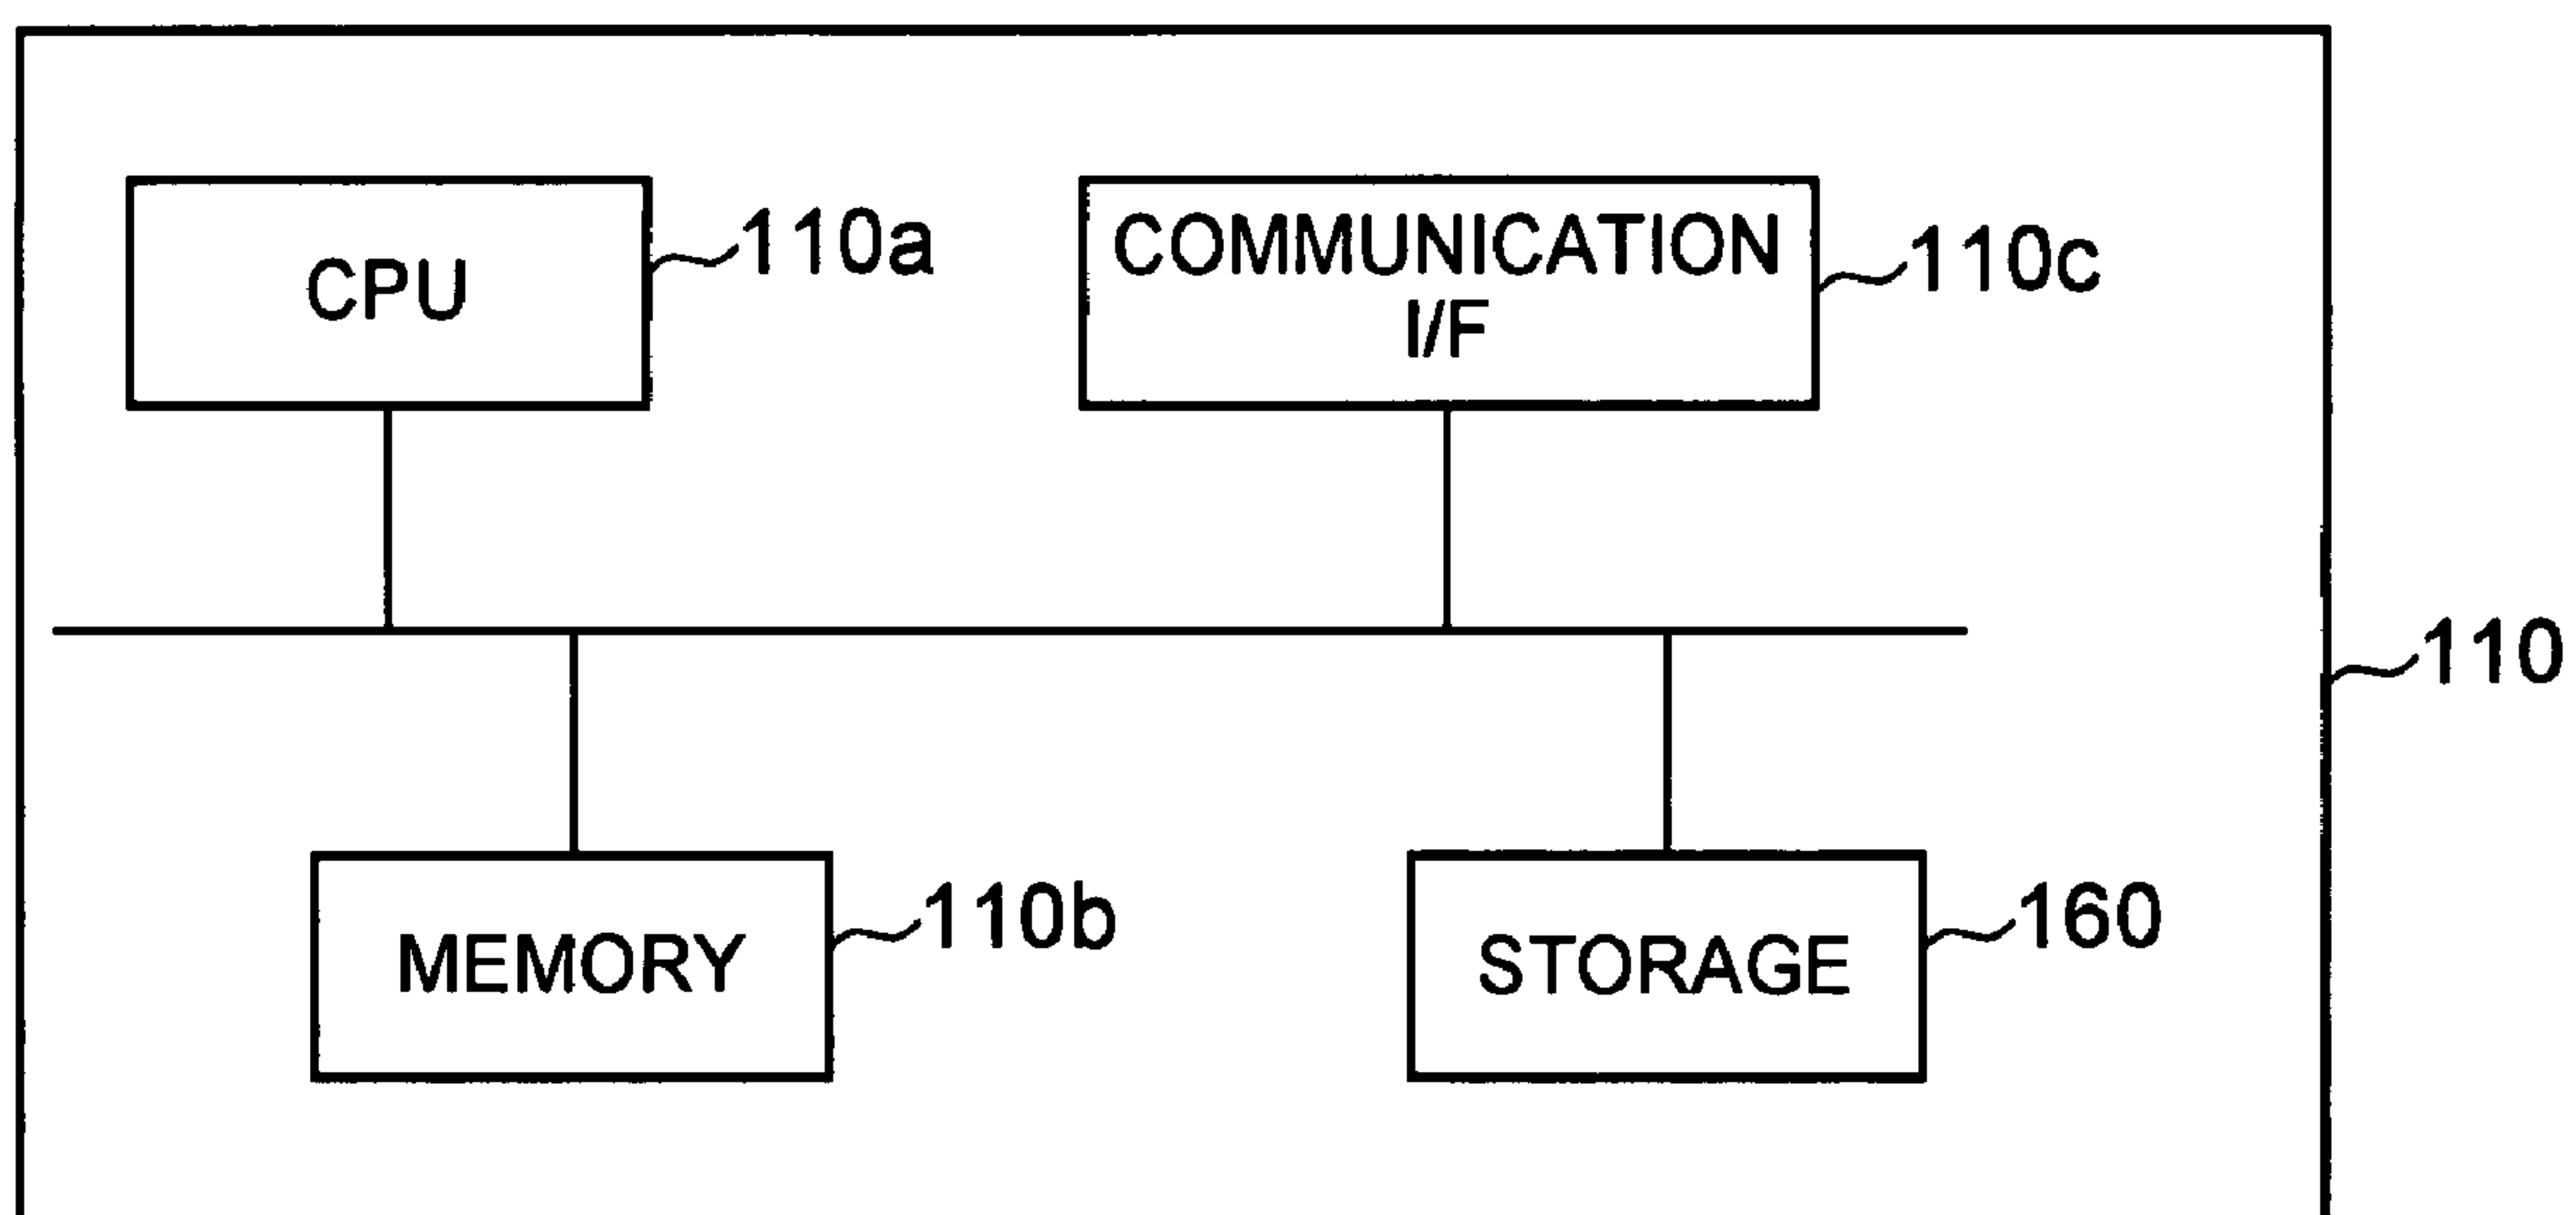 CPU
110a
COMMUNICATION
I/F
110c
110
MEMORY
110b
STORAGE
160